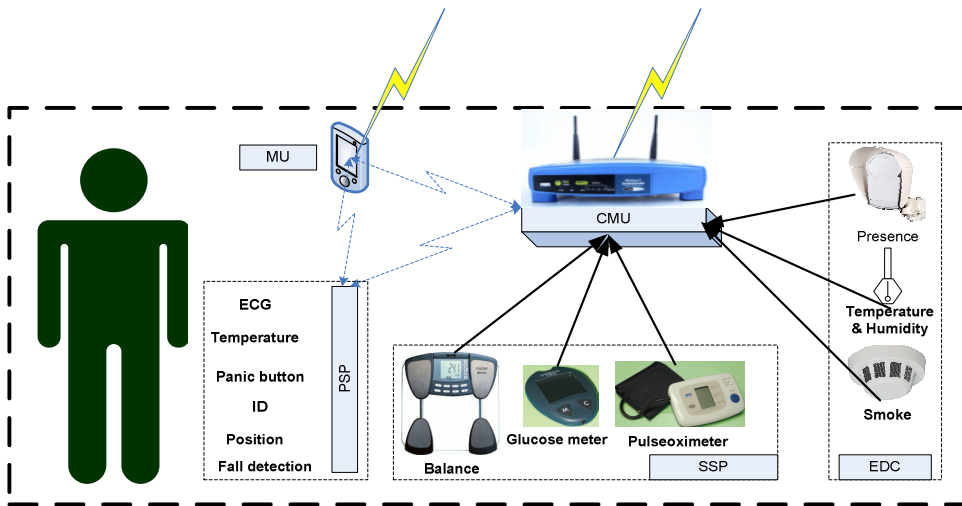 MU
CMU
Presence
Temperature
& Humidity
Smoke
EDC
ECG
Temperature
Panic button
ID
Position
Fall detection
PSP
Balance
Glucose meter
Pulseoximeter
SSP
M
C